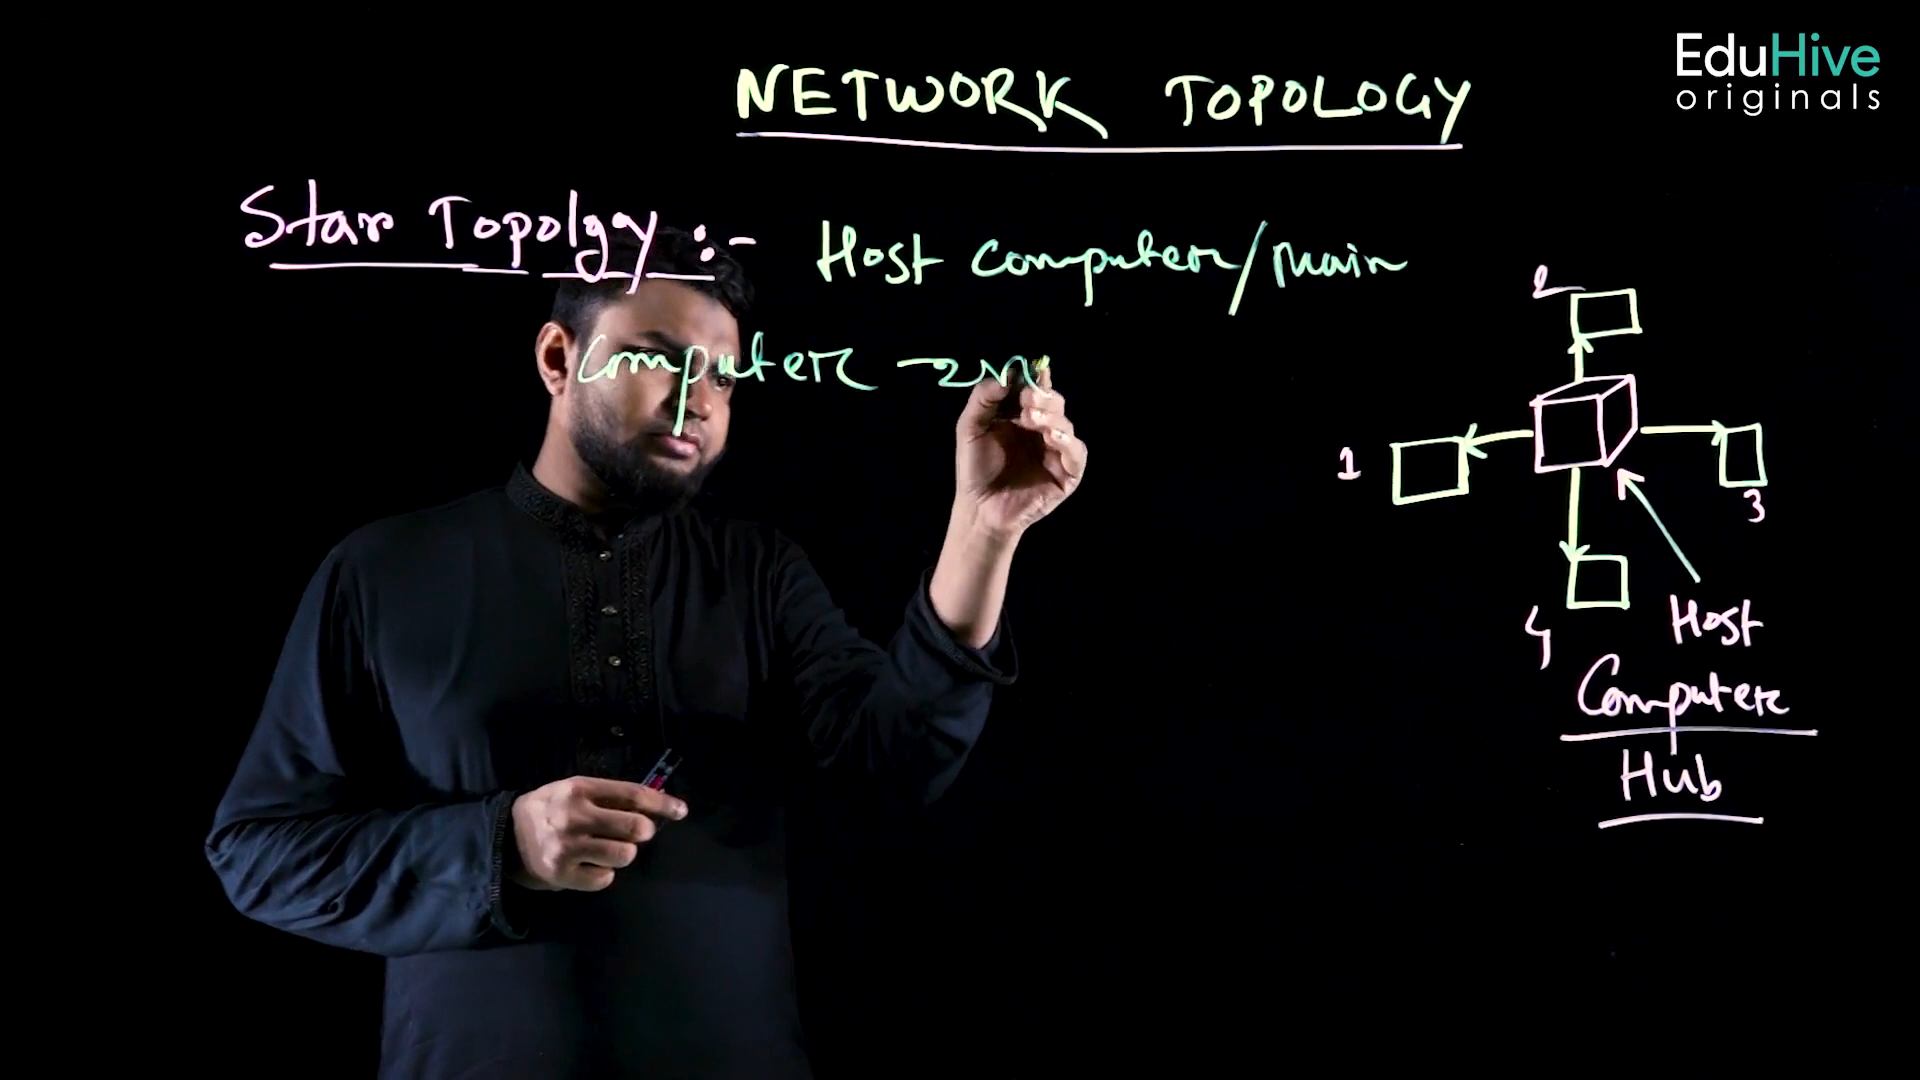 EduHive
originals
NETWORK TOPOLOGY
Star Topolgy :-
Host Computer/Main
Computer
2
1
3
4
Host
Computer
Hub